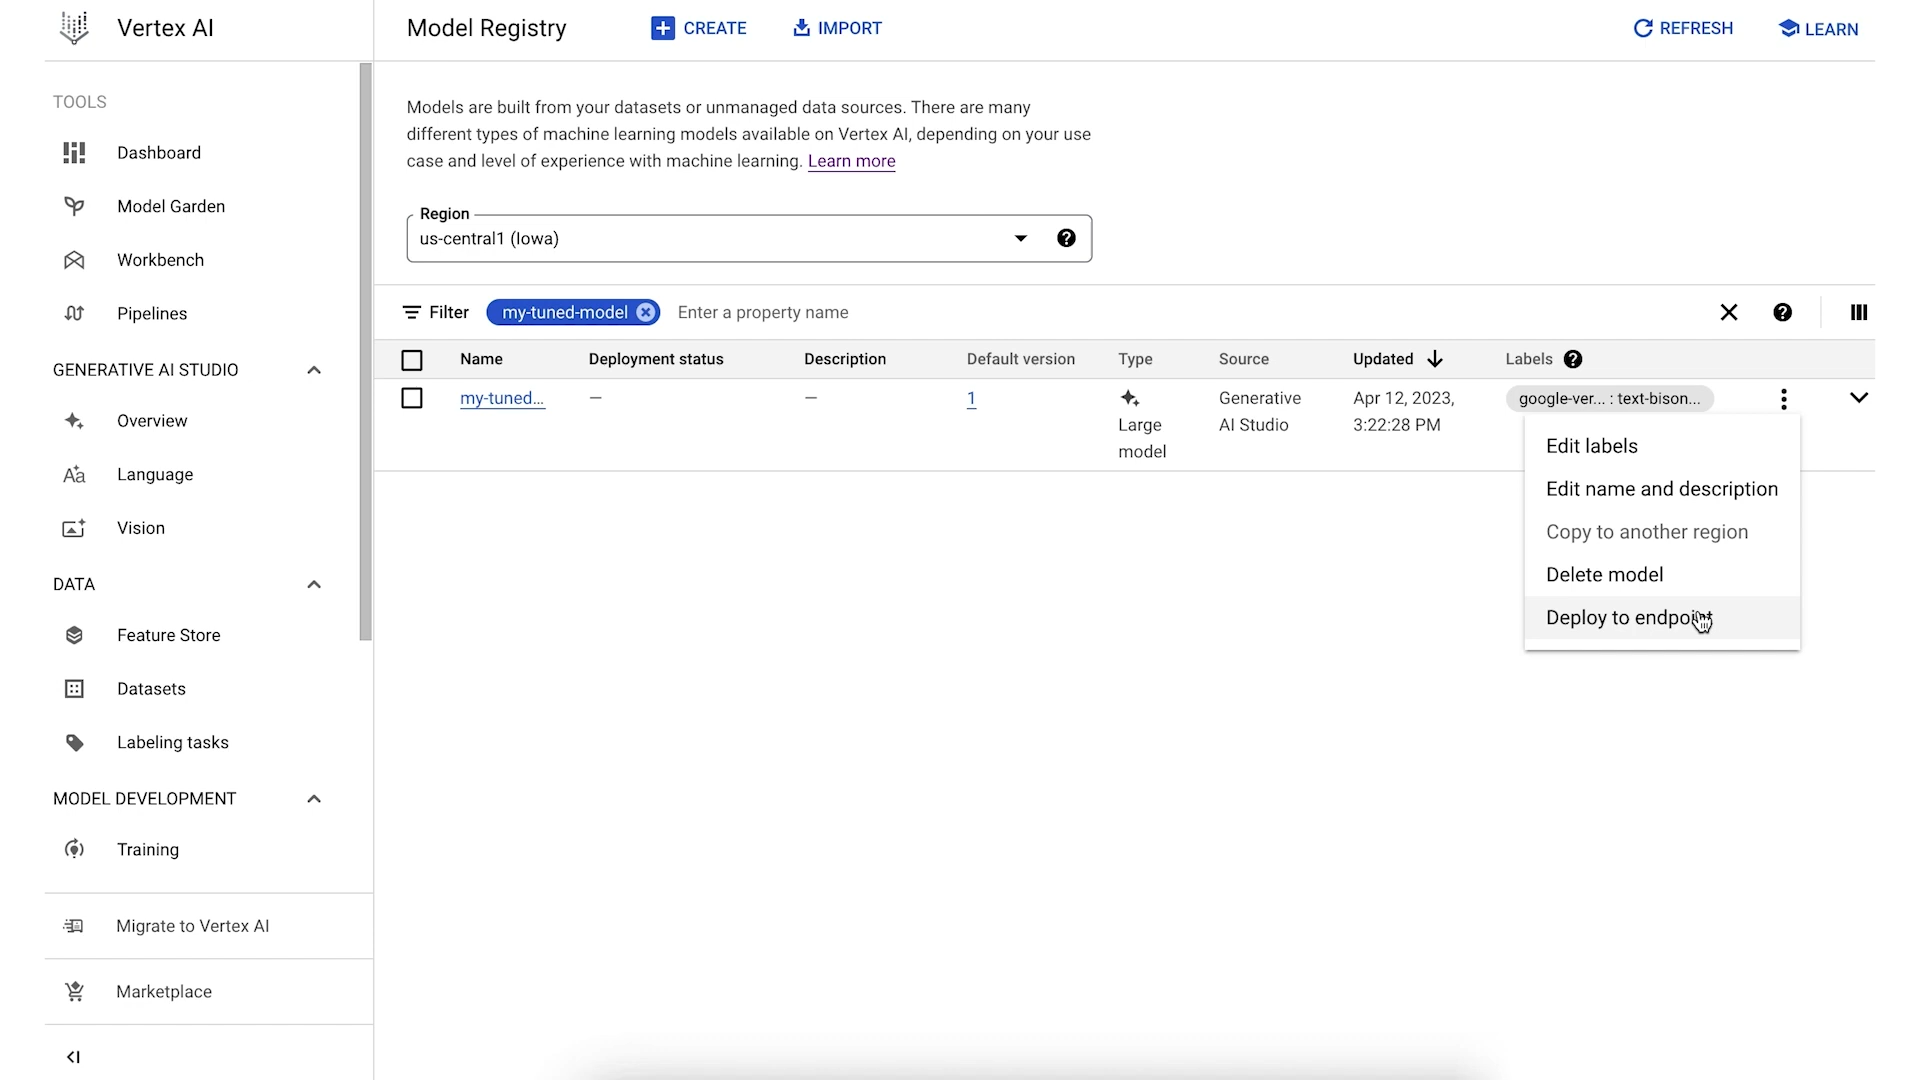 Vertex AI
Model Registry
CREATE
IMPORT
REFRESH
LEARN
TOOLS
Dashboard
Model Garden
Workbench
Pipelines
GENERATIVE AI STUDIO
Overview
Language
Vision
DATA
Feature Store
Datasets
Labeling tasks
MODEL DEVELOPMENT
Training
Migrate to Vertex AI
Marketplace
Models are built from your datasets or unmanaged data sources. There are many
different types of machine learning models available on Vertex AI, depending on your use
case and level of experience with machine learning. Learn more
Region
us-central1 (Iowa)
Filter my-tuned-model Enter a property name
Name Deployment status Description Default version Type Source Updated Labels
my-tuned... – – 1 Generative Apr 12, 2023, google-ver... : text-bison...
Large AI Studio 3:22:28 PM
model
Edit labels
Edit name and description
Copy to another region
Delete model
Deploy to endpoint